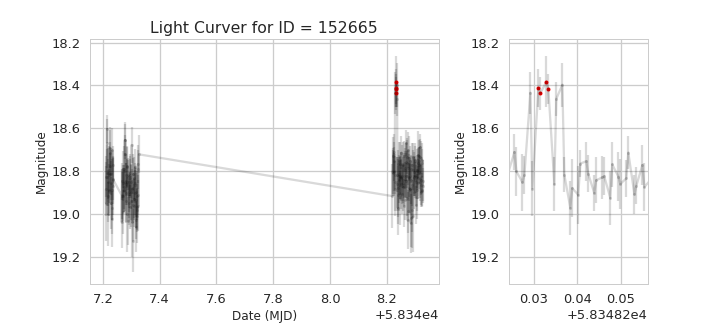 Light Curver for ID = 152665
18.2
18.4
18.6
18.8
19.0
19.2
Magnitude
7.2 7.4 7.6 7.8 8.0 8.2
Date (MJD)
+5.834e4
18.2
18.4
18.6
18.8
19.0
19.2
Magnitude
0.03 0.04 0.05
+5.83482e4